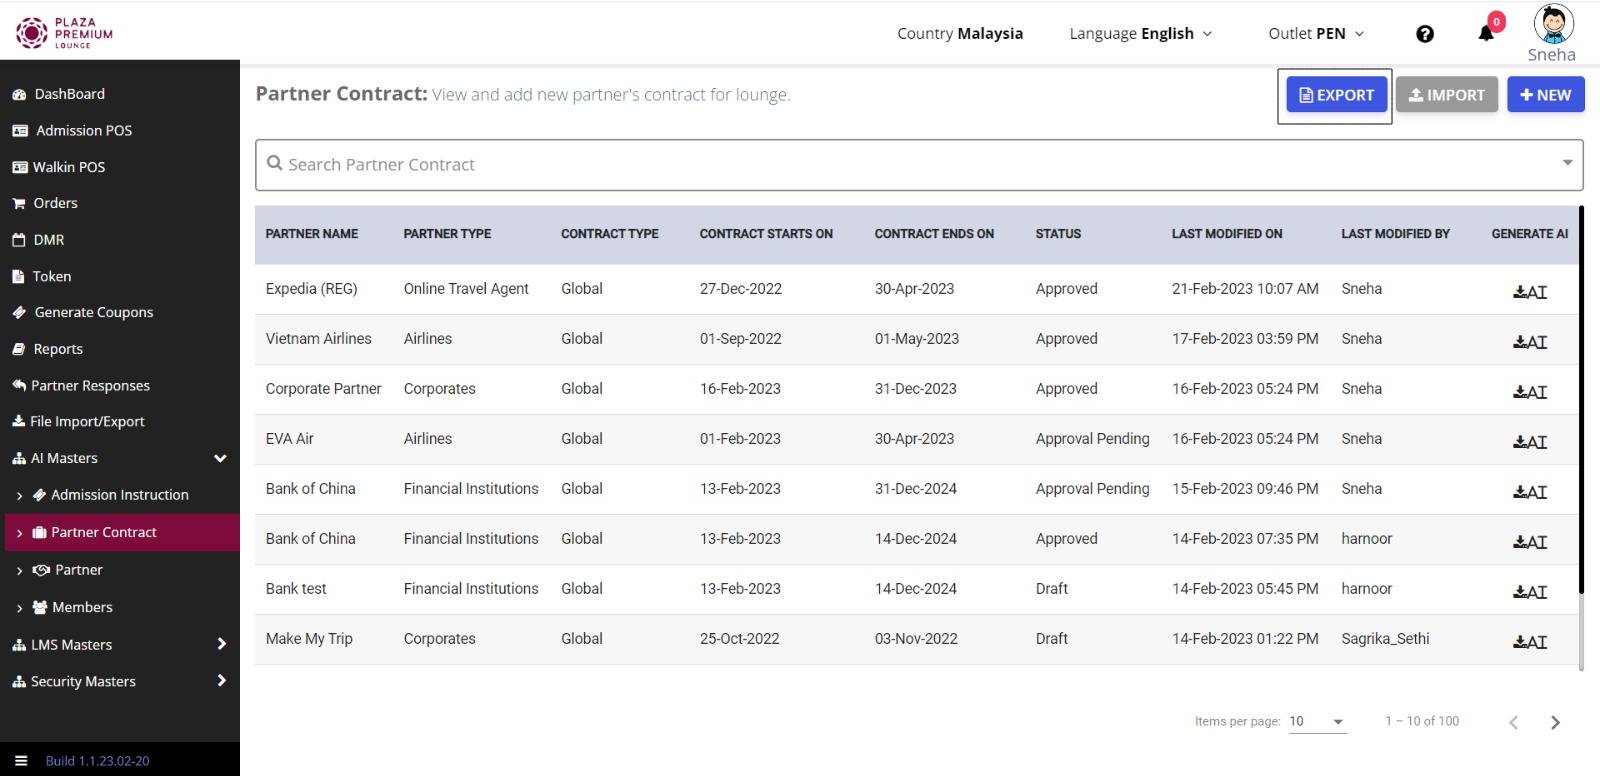 PLAZA
PREMIUM
LOUNGE
Country Malaysia
Language English
Outlet PEN
0
Sneha
DashBoard
Admission POS
Walkin POS
Orders
DMR
Token
Generate Coupons
Reports
Partner Responses
File Import/Export
AI Masters
Admission Instruction
Partner Contract
Partner
Members
LMS Masters
Security Masters
Build 1.1.23.02-20
Partner Contract: View and add new partner's contract for lounge.
EXPORT IMPORT + NEW
Search Partner Contract
PARTNER NAME PARTNER TYPE CONTRACT TYPE CONTRACT STARTS ON CONTRACT ENDS ON STATUS LAST MODIFIED ON LAST MODIFIED BY GENERATE AI
Expedia (REG) Online Travel Agent Global 27-Dec-2022 30-Apr-2023 Approved 21-Feb-2023 10:07 AM Sneha AI
Vietnam Airlines Airlines Global 01-Sep-2022 01-May-2023 Approved 17-Feb-2023 03:59 PM Sneha AI
Corporate Partner Corporates Global 16-Feb-2023 31-Dec-2023 Approved 16-Feb-2023 05:24 PM Sneha AI
EVA Air Airlines Global 01-Feb-2023 30-Apr-2023 Approval Pending 16-Feb-2023 05:24 PM Sneha AI
Bank of China Financial Institutions Global 13-Feb-2023 31-Dec-2024 Approval Pending 15-Feb-2023 09:46 PM Sneha AI
Bank of China Financial Institutions Global 13-Feb-2023 14-Dec-2024 Approved 14-Feb-2023 07:35 PM harnoor AI
Bank test Financial Institutions Global 13-Feb-2023 14-Dec-2024 Draft 14-Feb-2023 05:45 PM harnoor AI
Make My Trip Corporates Global 25-Oct-2022 03-Nov-2022 Draft 14-Feb-2023 01:22 PM Sagrika_Sethi AI
Items per page: 10 1 – 10 of 100